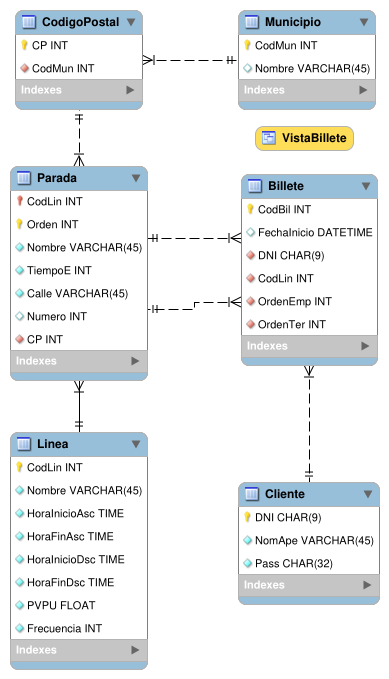 CodigoPostal
CP INT
CodMun INT
Indexes
Municipio
CodMun INT
Nombre VARCHAR(45)
Indexes
VistaBillete
Parada
CodLin INT
Orden INT
Nombre VARCHAR(45)
TiempoE INT
Calle VARCHAR(45)
Numero INT
CP INT
Indexes
Billete
CodBil INT
FechaInicio DATETIME
DNI CHAR(9)
CodLin INT
OrdenEmp INT
OrdenTer INT
Indexes
Linea
CodLin INT
Nombre VARCHAR(45)
HoraInicioAsc TIME
HoraFinAsc TIME
HoraInicioDsc TIME
HoraFinDsc TIME
PVPU FLOAT
Frecuencia INT
Indexes
Cliente
DNI CHAR(9)
NomApe VARCHAR(45)
Pass CHAR(32)
Indexes